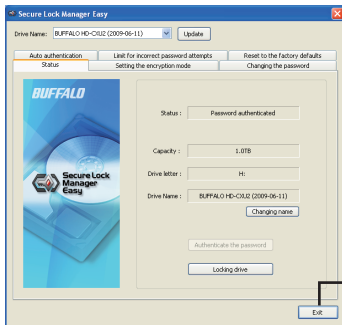 Secure Lock Manager Easy
Drive Name: BUFFALO HD-CXU2 (2009-06-11) Update
Auto authentication Limit for incorrect password attempts Reset to the factory defaults
Status Setting the encryption mode Changing the password
BUFFALO
Status : Password authenticated
Capacity : 1.0TB
Secure Lock
Manager
Easy
Drive letter : H:
Drive Name : BUFFALO HD-CXU2 (2009-06-11)
Changing name
Authenticate the password
Locking drive
Exit